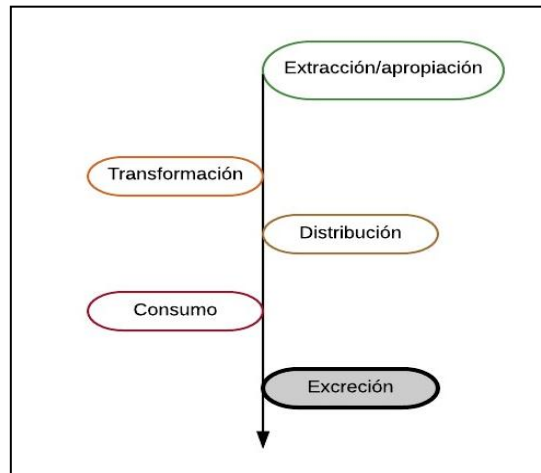 Extracción/apropiación
Transformación
Distribución
Consumo
Excreción